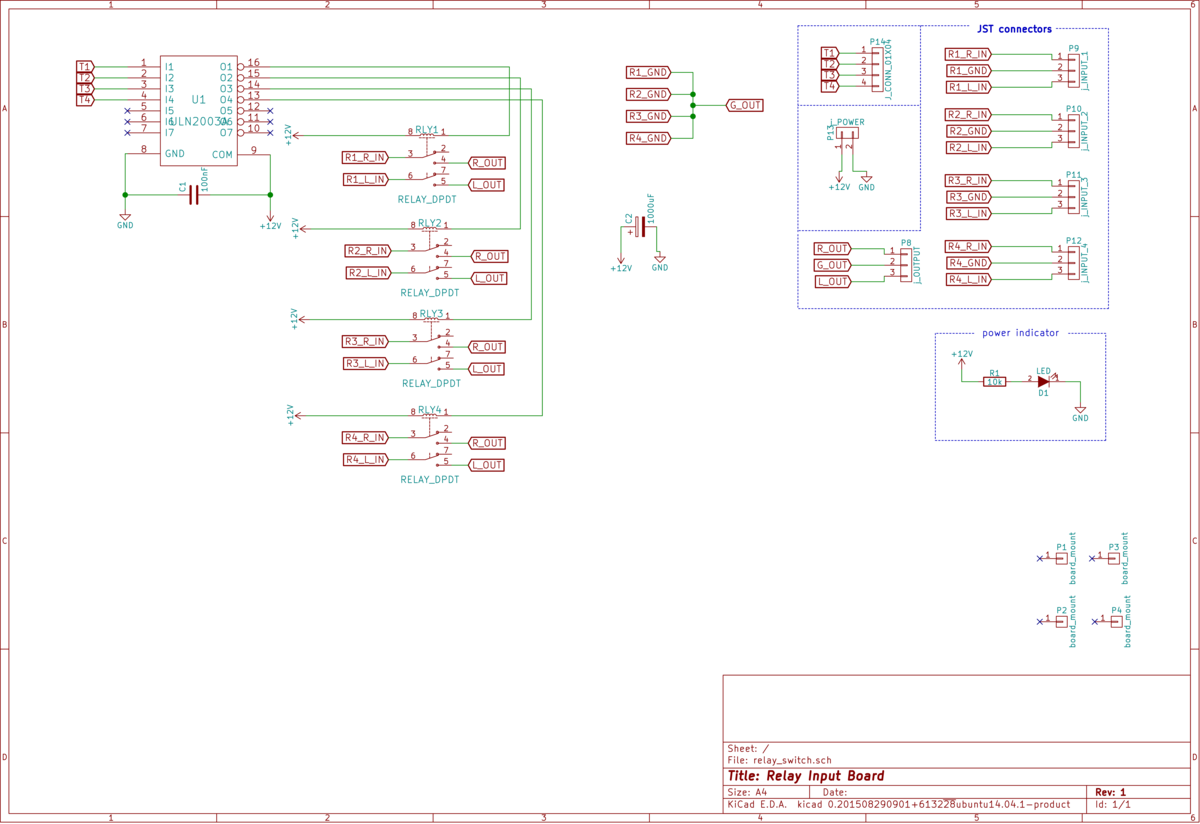 1 2 3 4 5 6
A
B
C
D
A
B
C
D
1 2 3 4 5 6
T1
T2
T3
T4
1 I1 O1 16
2 I2 O2 15
3 I3 O3 14
4 I4 O4 13
5 I5 O5 12
6 I6 O6 11
7 I7 O7 10
U1
ULN2003A
8 GND COM 9
C1
100nF
GND
+12V
+12V
RLY1
8 1
R1_R_IN 3 2
4 R_OUT
R1_L_IN 6 7
5 L_OUT
RELAY_DPDT
+12V
RLY2
8 1
R2_R_IN 3 2
4 R_OUT
R2_L_IN 6 7
5 L_OUT
RELAY_DPDT
+12V
RLY3
8 1
R3_R_IN 3 2
4 R_OUT
R3_L_IN 6 7
5 L_OUT
RELAY_DPDT
+12V
RLY4
8 1
R4_R_IN 3 2
4 R_OUT
R4_L_IN 6 7
5 L_OUT
RELAY_DPDT
R1_GND
R2_GND
R3_GND
R4_GND
G_OUT
C2
1000uF
+
+12V
GND
JST connectors
P14
T1 1
T2 2
T3 3
T4 4
J_CONN_01X04
J_POWER
P13
1 2
+12V
GND
P8
R_OUT 1
G_OUT 2
L_OUT 3
J_OUTPUT
P9
R1_R_IN 1
R1_GND 2
R1_L_IN 3
J_INPUT_1
P10
R2_R_IN 1
R2_GND 2
R2_L_IN 3
J_INPUT_2
P11
R3_R_IN 1
R3_GND 2
R3_L_IN 3
J_INPUT_3
P12
R4_R_IN 1
R4_GND 2
R4_L_IN 3
J_INPUT_4
power indicator
+12V
R1
10k
LED
2 1
D1
GND
P1
1
board_mount
P3
1
board_mount
P2
1
board_mount
P4
1
board_mount
Sheet: /
File: relay_switch.sch
Title: Relay Input Board
Size: A4 Date: Rev: 1
KiCad E.D.A. kicad 0.201508290901+6132~28~ubuntu14.04.1-product Id: 1/1